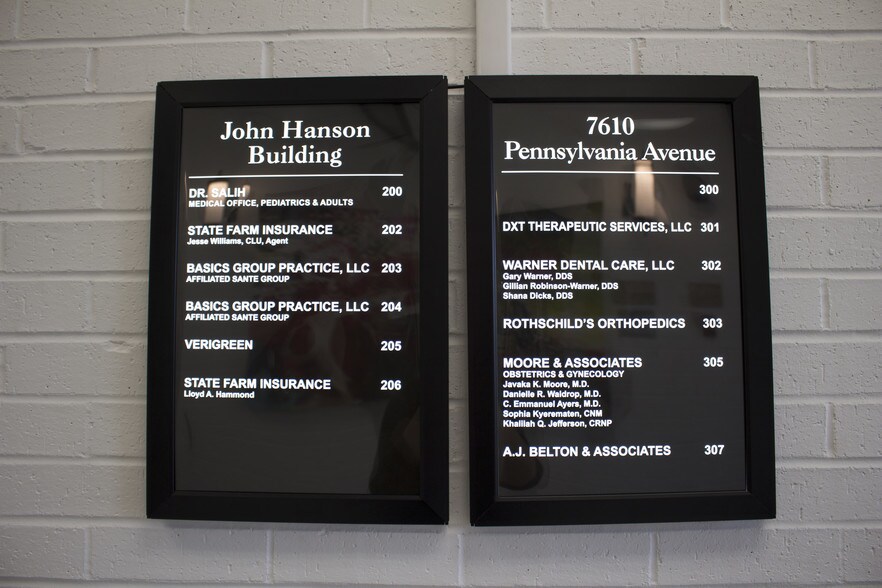 John Hanson
Building
DR. SALIH 200
MEDICAL OFFICE, PEDIATRICS & ADULTS
STATE FARM INSURANCE 202
Jesse Williams, CLU, Agent
BASICS GROUP PRACTICE, LLC 203
AFFILIATED SANTE GROUP
BASICS GROUP PRACTICE, LLC 204
AFFILIATED SANTE GROUP
VERIGREEN 205
STATE FARM INSURANCE 206
Lloyd A. Hammond
7610
Pennsylvania Avenue
300
DXT THERAPEUTIC SERVICES, LLC 301
WARNER DENTAL CARE, LLC 302
Gary Warner, DDS
Gillian Robinson-Warner, DDS
Shana Dicks, DDS
ROTHSCHILD'S ORTHOPEDICS 303
MOORE & ASSOCIATES 305
OBSTETRICS & GYNECOLOGY
Javaka K. Moore, M.D.
Danielle R. Waldrop, M.D.
C. Emmanuel Ayers, M.D.
Sophia Kyerematen, CNM
Khaliah Q. Jefferson, CRNP
A.J. BELTON & ASSOCIATES 307